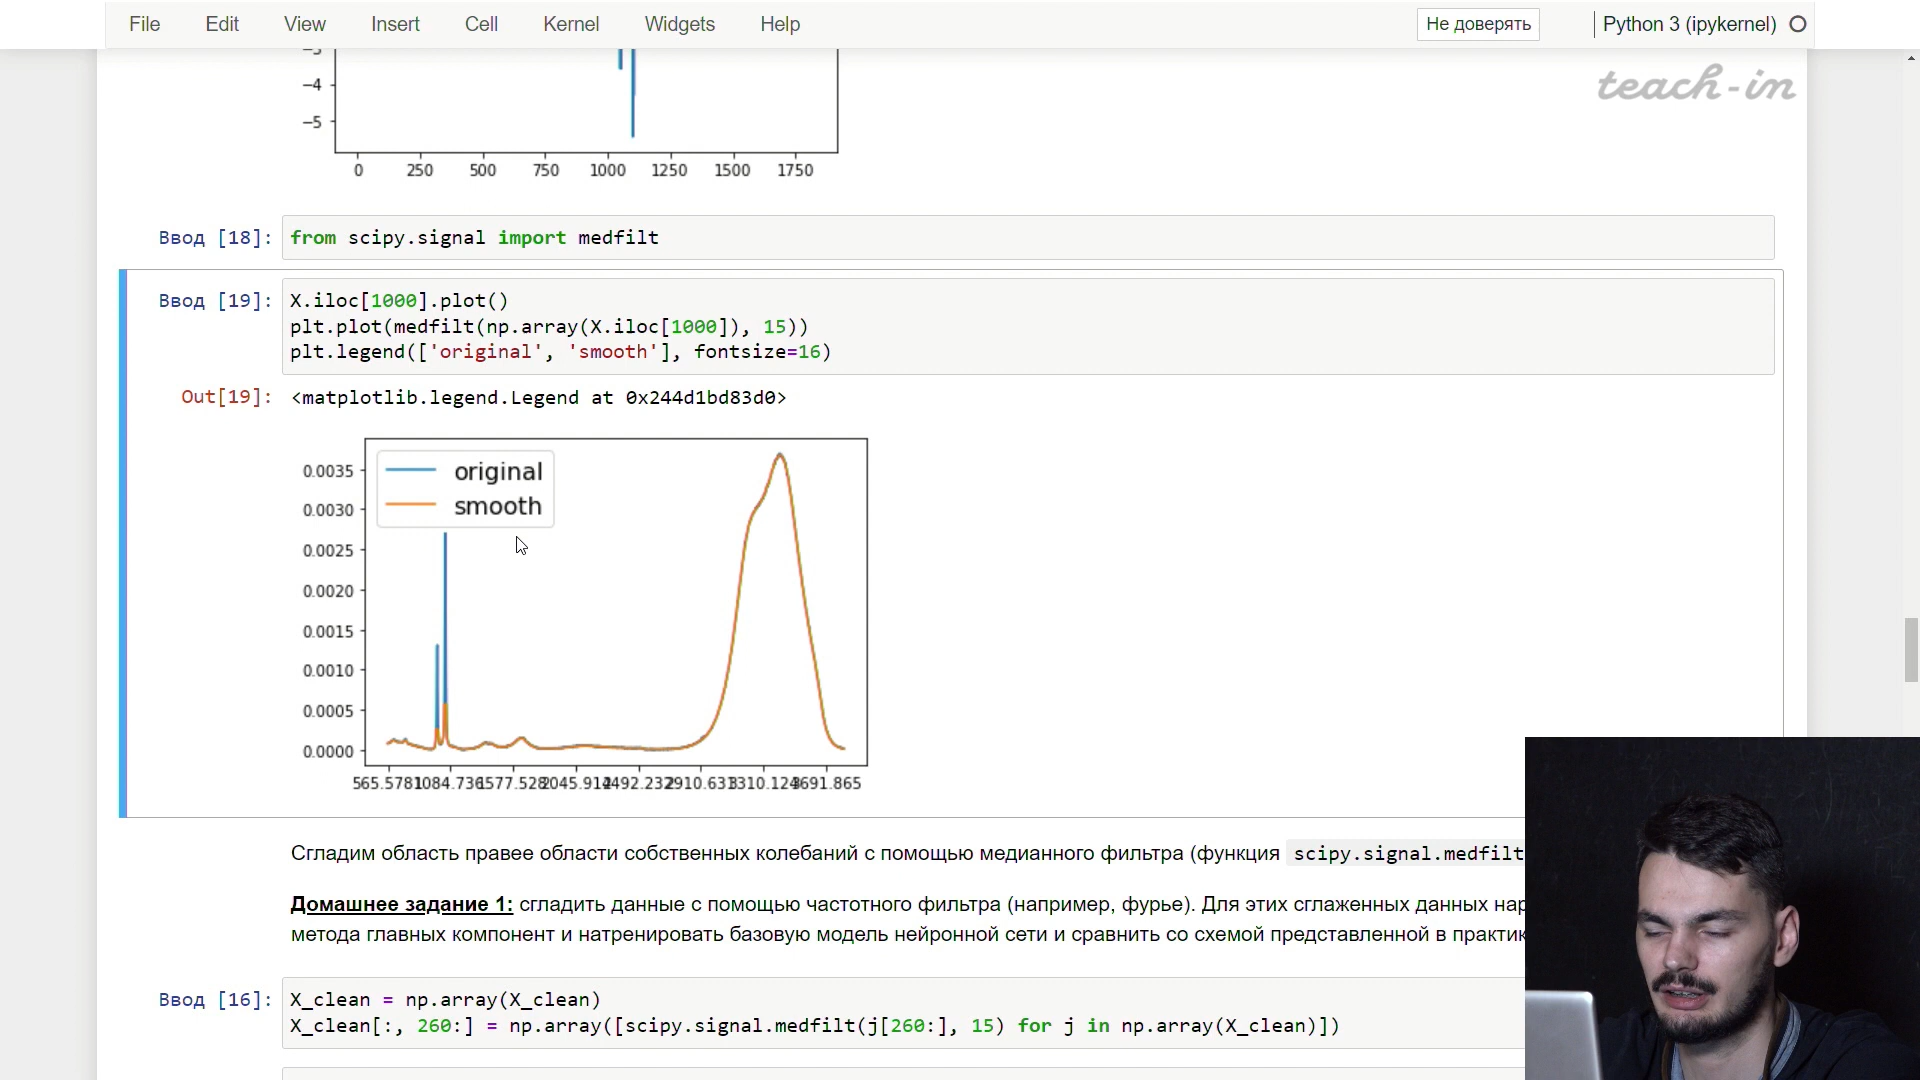 File Edit View Insert Cell Kernel Widgets Help Не доверять Python 3 (ipykernel)
teach-in
−4
−5
0 250 500 750 1000 1250 1500 1750
Ввод [18]: from scipy.signal import medfilt
Ввод [19]: X.iloc[1000].plot()
plt.plot(medfilt(np.array(X.iloc[1000]), 15))
plt.legend(['original', 'smooth'], fontsize=16)
Out[19]: <matplotlib.legend.Legend at 0x244d1bd83d0>
original
smooth
0.0035
0.0030
0.0025
0.0020
0.0015
0.0010
0.0005
0.0000
Сгладим область правее области собственных колебаний с помощью медианного фильтра (функция scipy.signal.medfilt
Домашнее задание 1: сгладить данные с помощью частотного фильтра (например, фурье). Для этих сглаженных данных
метода главных компонент и натренировать базовую модель нейронной сети и сравнить со схемой представленной в
Ввод [16]: X_clean = np.array(X_clean)
X_clean[:, 260:] = np.array([scipy.signal.medfilt(j[260:], 15) for j in np.array(X_clean)])